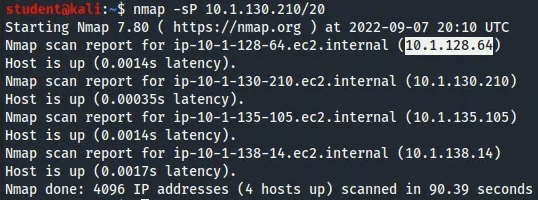 student@kali:~$ nmap -sP 10.1.130.210/20
Starting Nmap 7.80 ( https://nmap.org ) at 2022-09-07 20:10 UTC
Nmap scan report for ip-10-1-128-64.ec2.internal (10.1.128.64)
Host is up (0.0014s latency).
Nmap scan report for ip-10-1-130-210.ec2.internal (10.1.130.210)
Host is up (0.00035s latency).
Nmap scan report for ip-10-1-135-105.ec2.internal (10.1.135.105)
Host is up (0.0014s latency).
Nmap scan report for ip-10-1-138-14.ec2.internal (10.1.138.14)
Host is up (0.0017s latency).
Nmap done: 4096 IP addresses (4 hosts up) scanned in 90.39 seconds